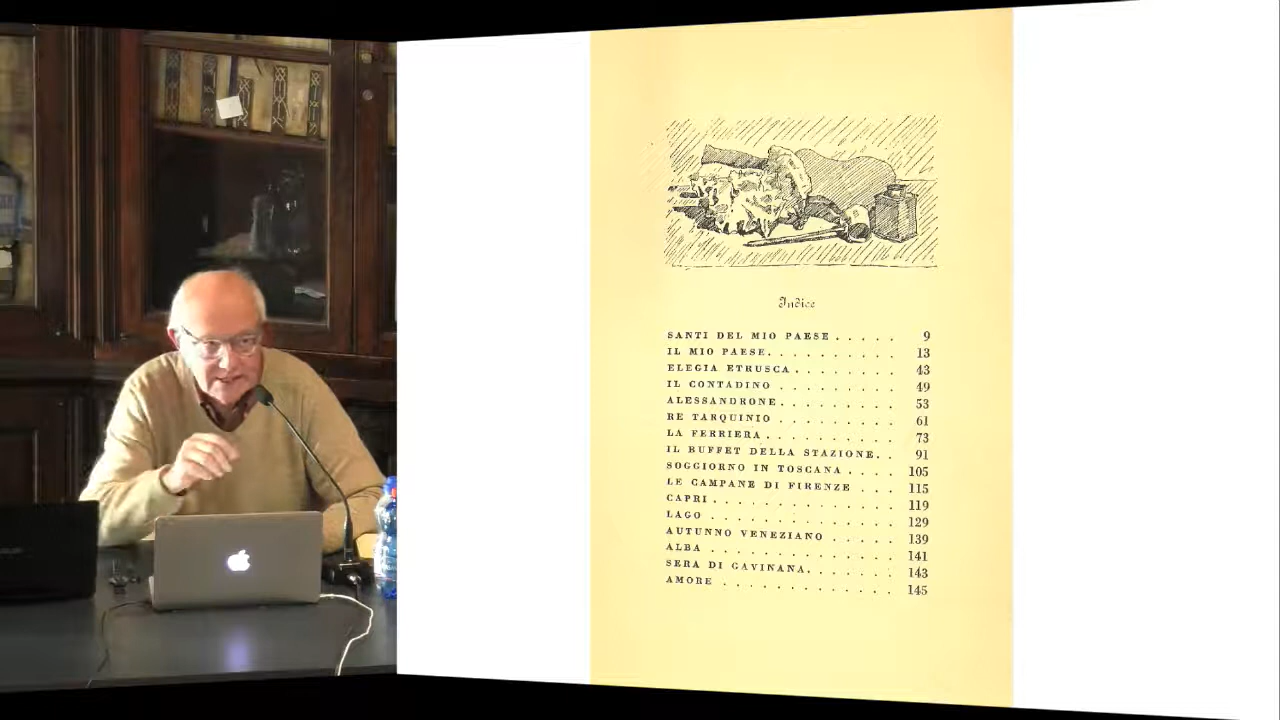 Indice
SANTI DEL MIO PAESE . . . . . 9
IL MIO PAESE. . . . . . . . . 13
ELEGIA ETRUSCA . . . . . . . 43
IL CONTADINO . . . . . . . . 49
ALESSANDRONE. . . . . . . . 53
RE TARQUINIO . . . . . . . . 61
LA FERRIERA . . . . . . . . . 73
IL BUFFET DELLA STAZIONE. . 91
SOGGIORNO IN TOSCANA . . . . 105
LE CAMPANE DI FIRENZE . . . 115
CAPRI . . . . . . . . . . . . 119
LAGO . . . . . . . . . . . . 129
AUTUNNO VENEZIANO . . . . . 139
ALBA . . . . . . . . . . . . 141
SERA DI GAVINANA. . . . . . . 143
AMORE . . . . . . . . . . . 145